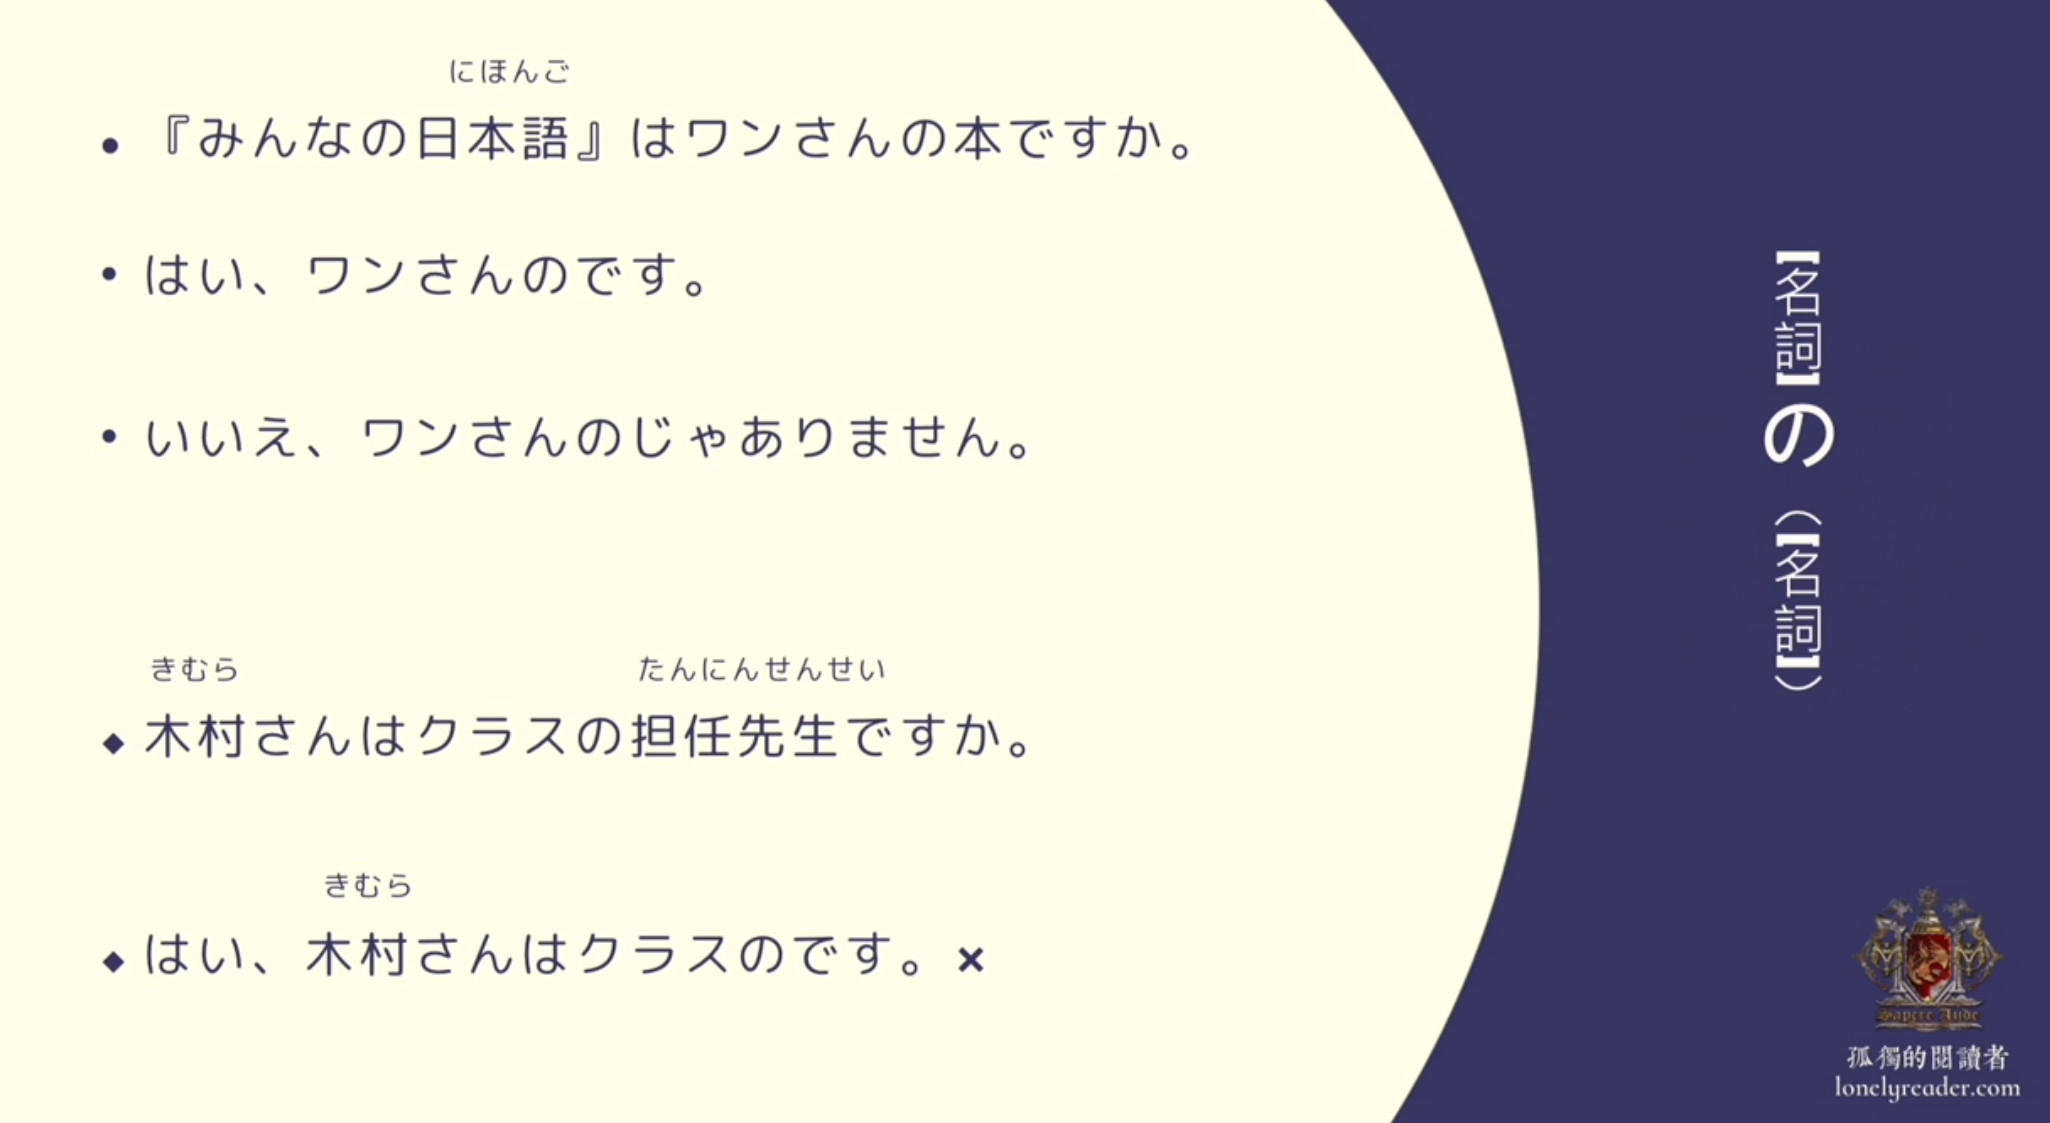 にほんご
• 『みんなの日本語』はワンさんの本ですか。
• はい、ワンさんのです。
• いいえ、ワンさんのじゃありません。
きむら たんにんせんせい
◆ 木村さんはクラスの担任先生ですか。
きむら
◆ はい、木村さんはクラスのです。×
【名詞】の（【名詞】）
Sapere Aude
孤獨的閱讀者
lonelyreader.com